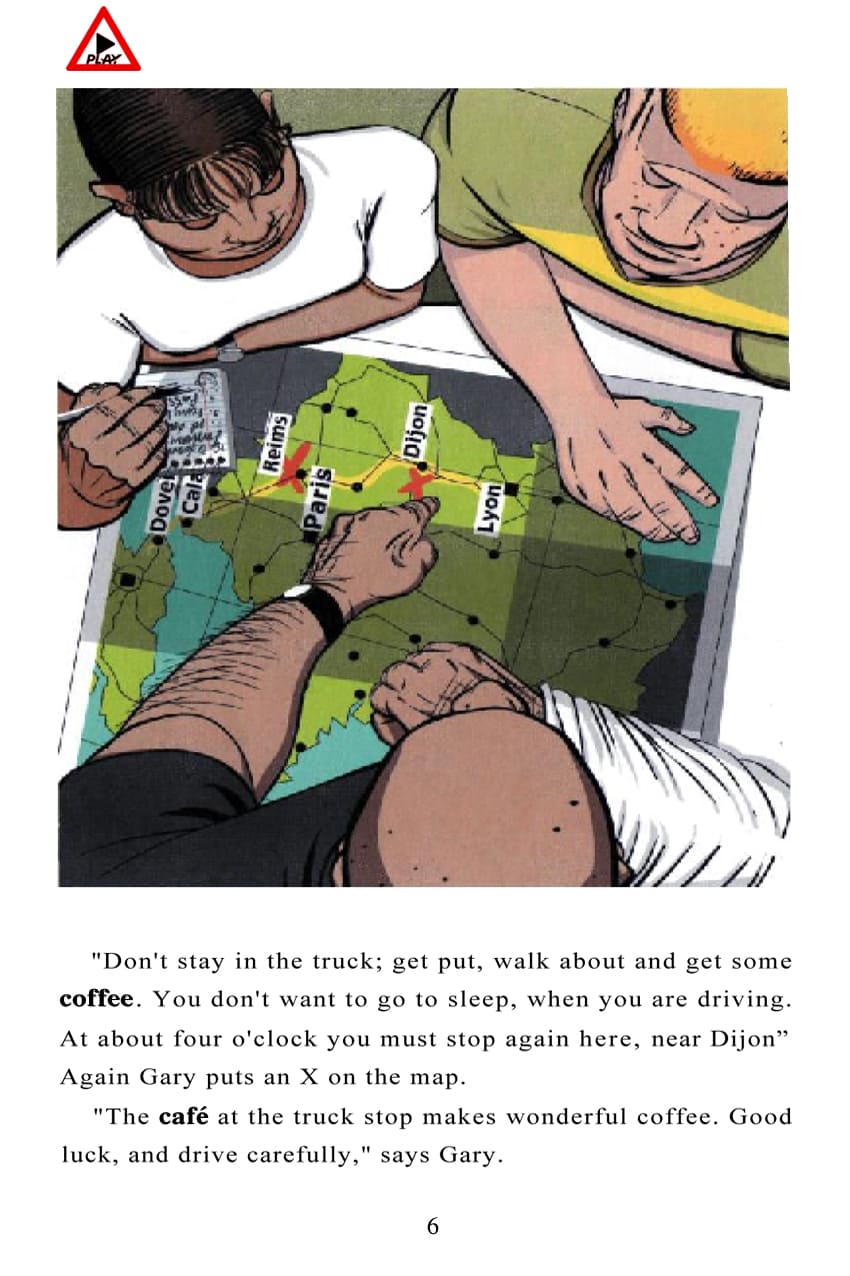 PLAY
Reims
Dijon
Paris
Lyon
"Don't stay in the truck; get put, walk about and get some
coffee. You don't want to go to sleep, when you are driving.
At about four o'clock you must stop again here, near Dijon”
Again Gary puts an X on the map.
"The café at the truck stop makes wonderful coffee. Good
luck, and drive carefully," says Gary.
6